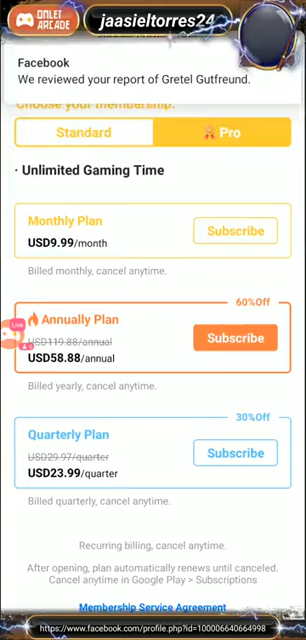 OMLET ARCADE
jaasieltorres24
Facebook
We reviewed your report of Gretel Gutfreund.
Choose your membership.
Standard
Pro
· Unlimited Gaming Time
Monthly Plan
USD9.99/month
Subscribe
Billed monthly, cancel anytime.
60%Off
Annually Plan
USD119.88/annual
USD58.88/annual
Subscribe
Live
Billed yearly, cancel anytime.
30%Off
Quarterly Plan
USD29.97/quarter
USD23.99/quarter
Subscribe
Billed quarterly, cancel anytime.
Recurring billing, cancel anytime.
After opening, plan automatically renews until canceled.
Cancel anytime in Google Play > Subscriptions
Membership Service Agreement
https://www.facebook.com/profile.php?id=100006640664998